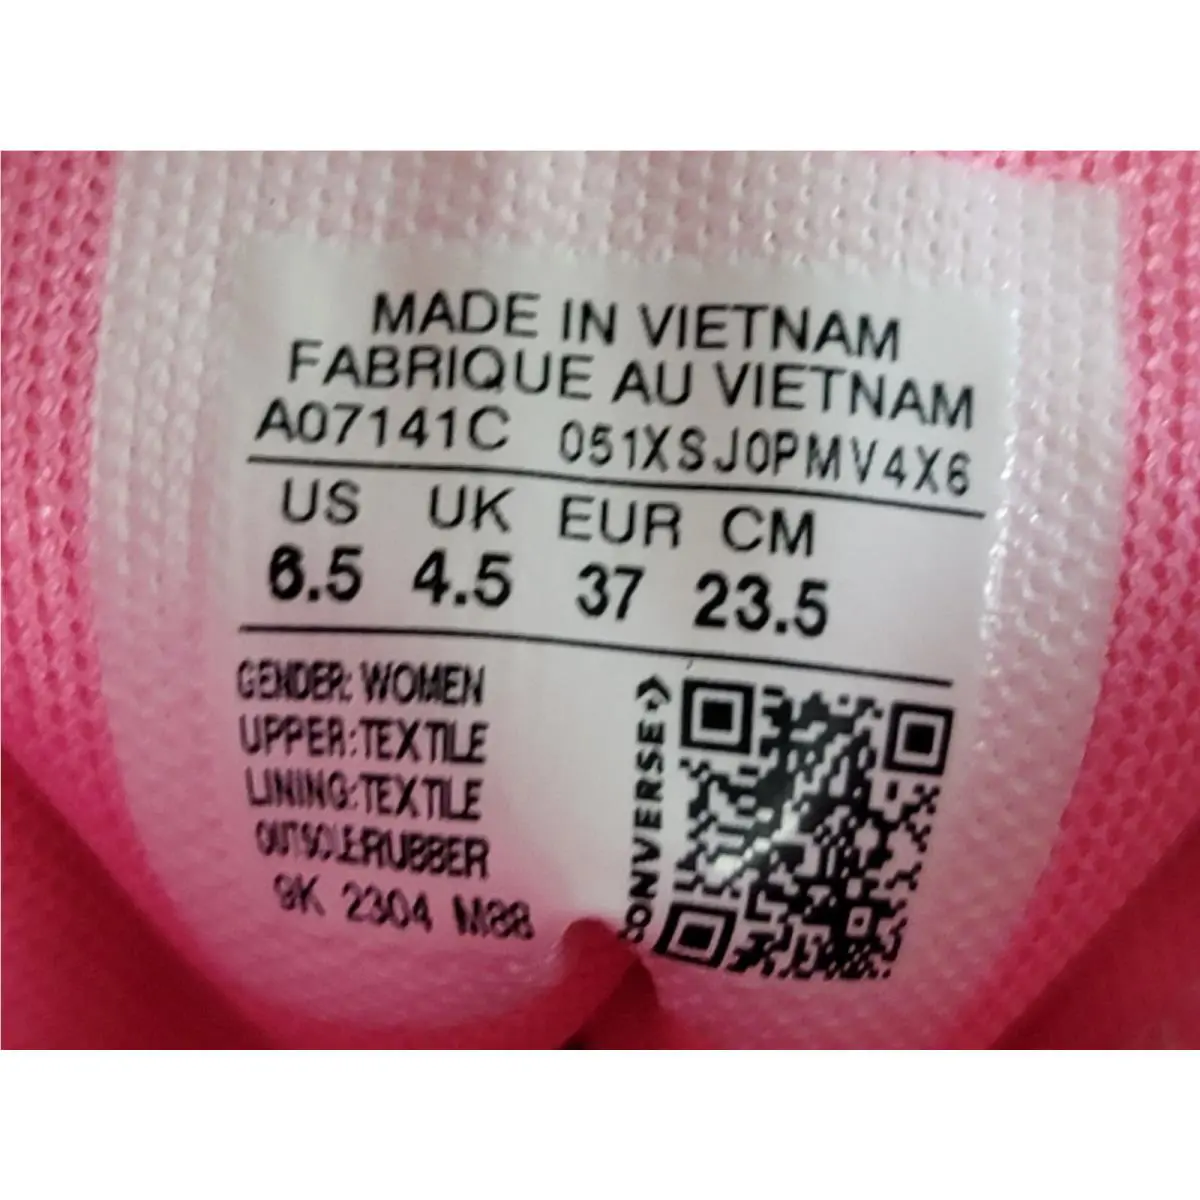 MADE IN VIETNAM
FABRIQUE AU VIETNAM
A07141C 051XSJ0PMV4X6
US UK EUR CM
6.5 4.5 37 23.5
GENDER: WOMEN
UPPER:TEXTILE
LINING:TEXTILE
OUTSOLE:RUBBER
9K 2304 M88
CONVERSE